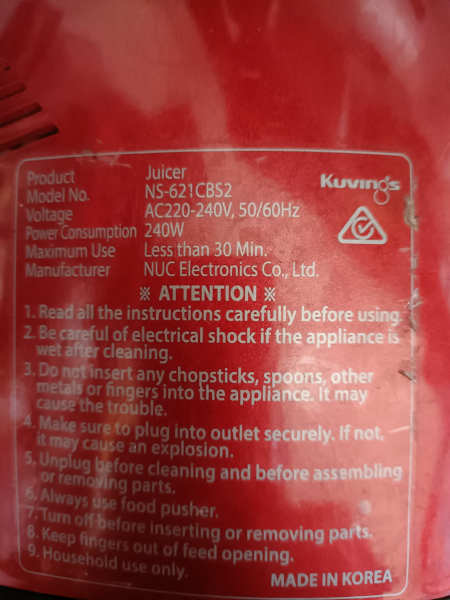 Kuvings
Product Juicer
Model No. NS-621CBS2
Voltage AC220-240V, 50/60Hz
Power Consumption 240W
Maximum Use Less than 30 Min.
Manufacturer NUC Electronics Co., Ltd.
※ ATTENTION ※
1. Read all the instructions carefully before using.
2. Be careful of electrical shock if the appliance is
wet after cleaning.
3. Do not insert any chopsticks, spoons, other
metals or fingers into the appliance. It may
cause the trouble.
4. Make sure to plug into outlet securely. If not,
it may cause an explosion.
5. Unplug before cleaning and before assembling
or removing parts.
6. Always use food pusher.
7. Turn off before inserting or removing parts.
8. Keep fingers out of feed opening.
9. Household use only.
MADE IN KOREA